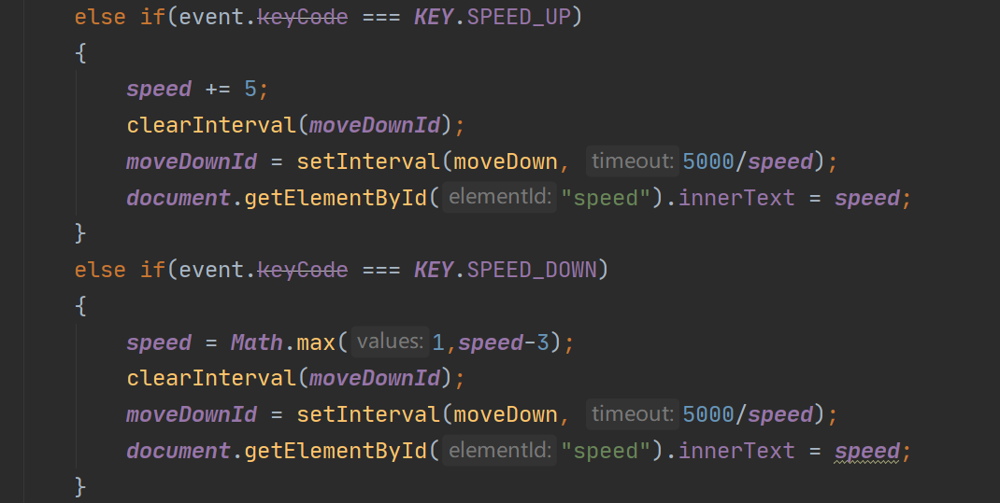 else if(event.keyCode === KEY.SPEED_UP)
{
speed += 5;
clearInterval(moveDownId);
moveDownId = setInterval(moveDown, timeout: 5000/speed);
document.getElementById( elementId: "speed").innerText = speed;
}
else if(event.keyCode === KEY.SPEED_DOWN)
{
speed = Math.max( values: 1,speed-3);
clearInterval(moveDownId);
moveDownId = setInterval(moveDown, timeout: 5000/speed);
document.getElementById( elementId: "speed").innerText = speed;
}